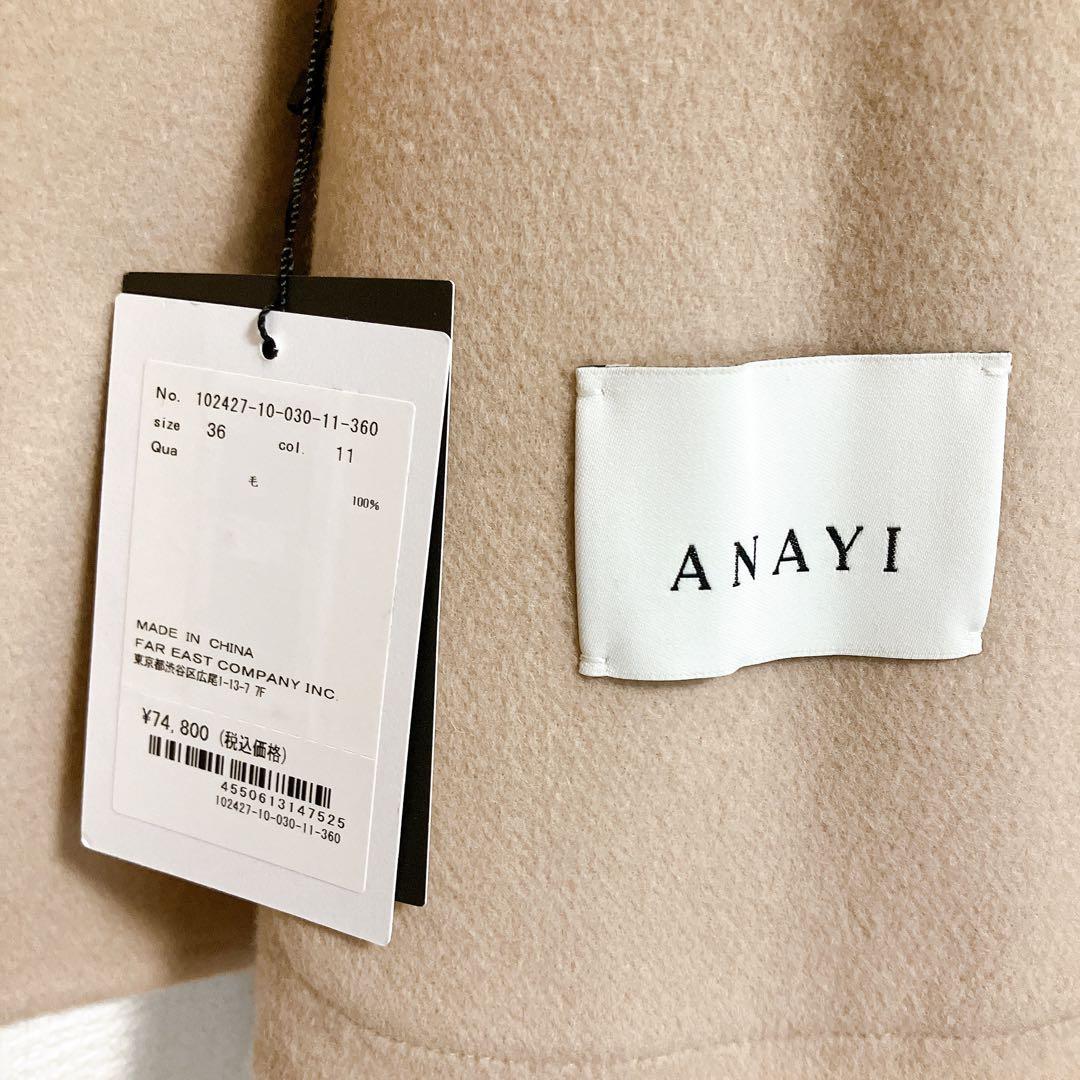 No. 102427-10-030-11-360
size 36 col. 11
Qua
毛
100%
MADE IN CHINA
FAR EAST COMPANY INC.
東京都渋谷区広尾1-13-7 7F
¥74,800 (税込価格)
4550613147525
102427-10-030-11-360
ANAYI